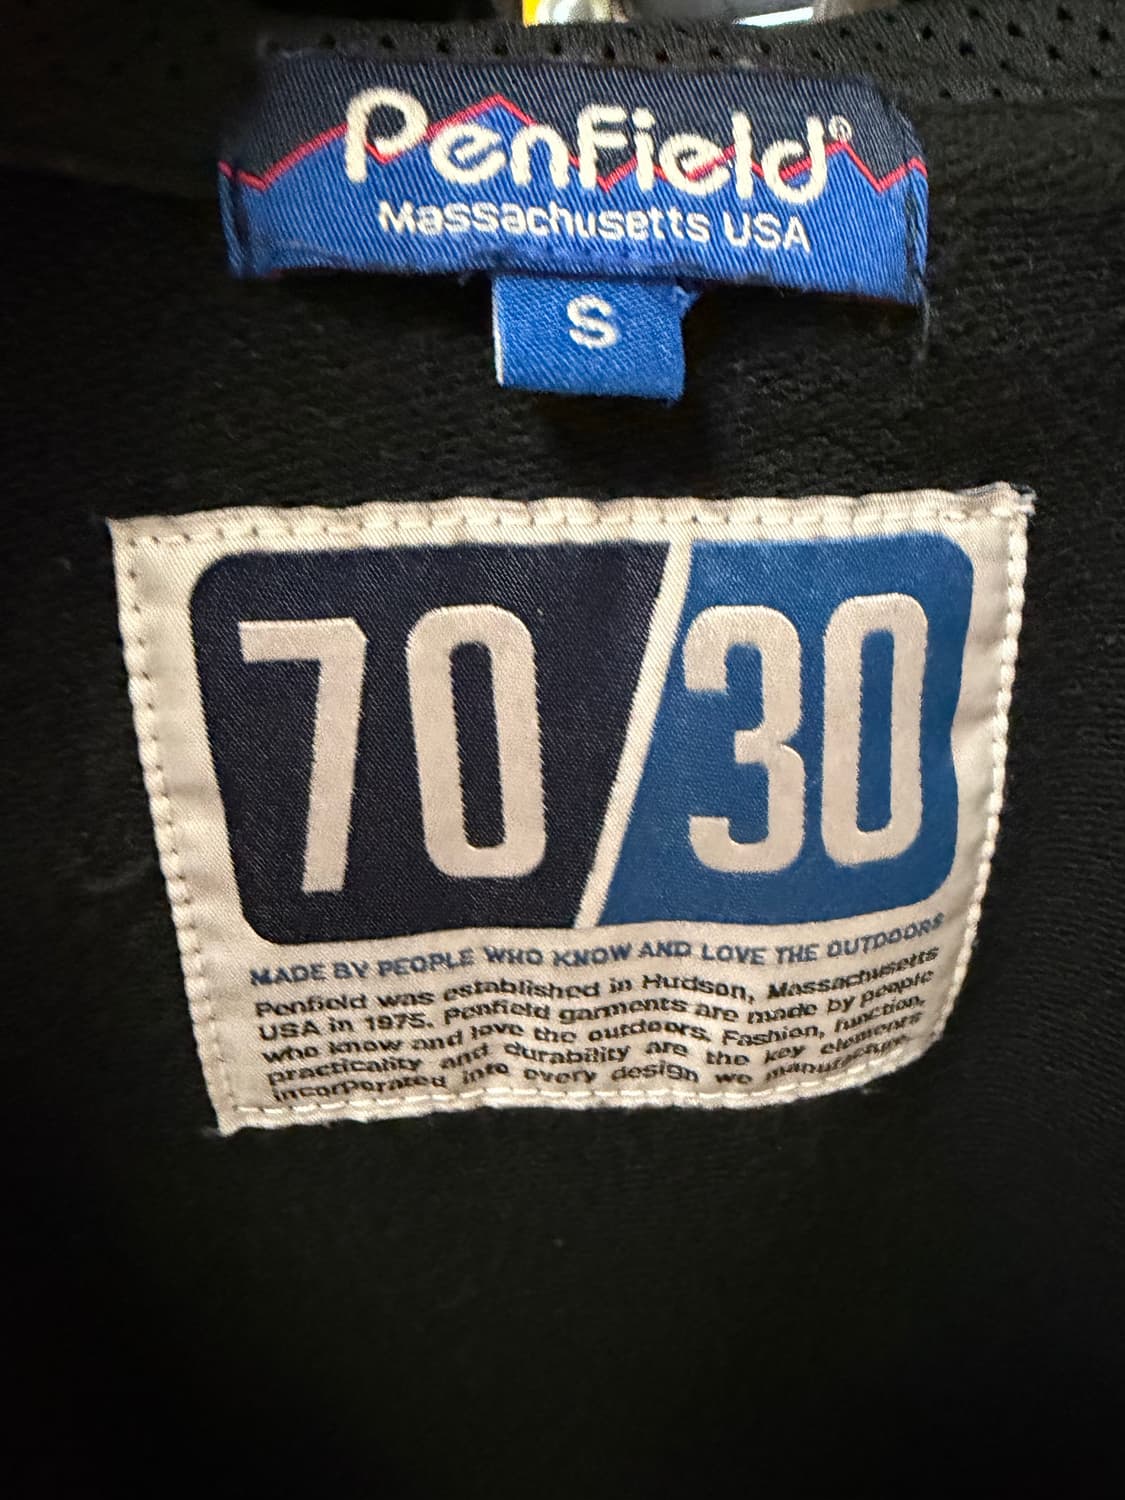 Penfield®
Massachusetts USA
S
70/30
MADE BY PEOPLE WHO KNOW AND LOVE THE OUTDOORS
Penfield was established in Hudson, Massachusetts
USA in 1975. Penfield garments are made by people
who know and love the outdoors. Fashion, function,
practicality and durability are the key elements
incorporated into every design we manufacture.